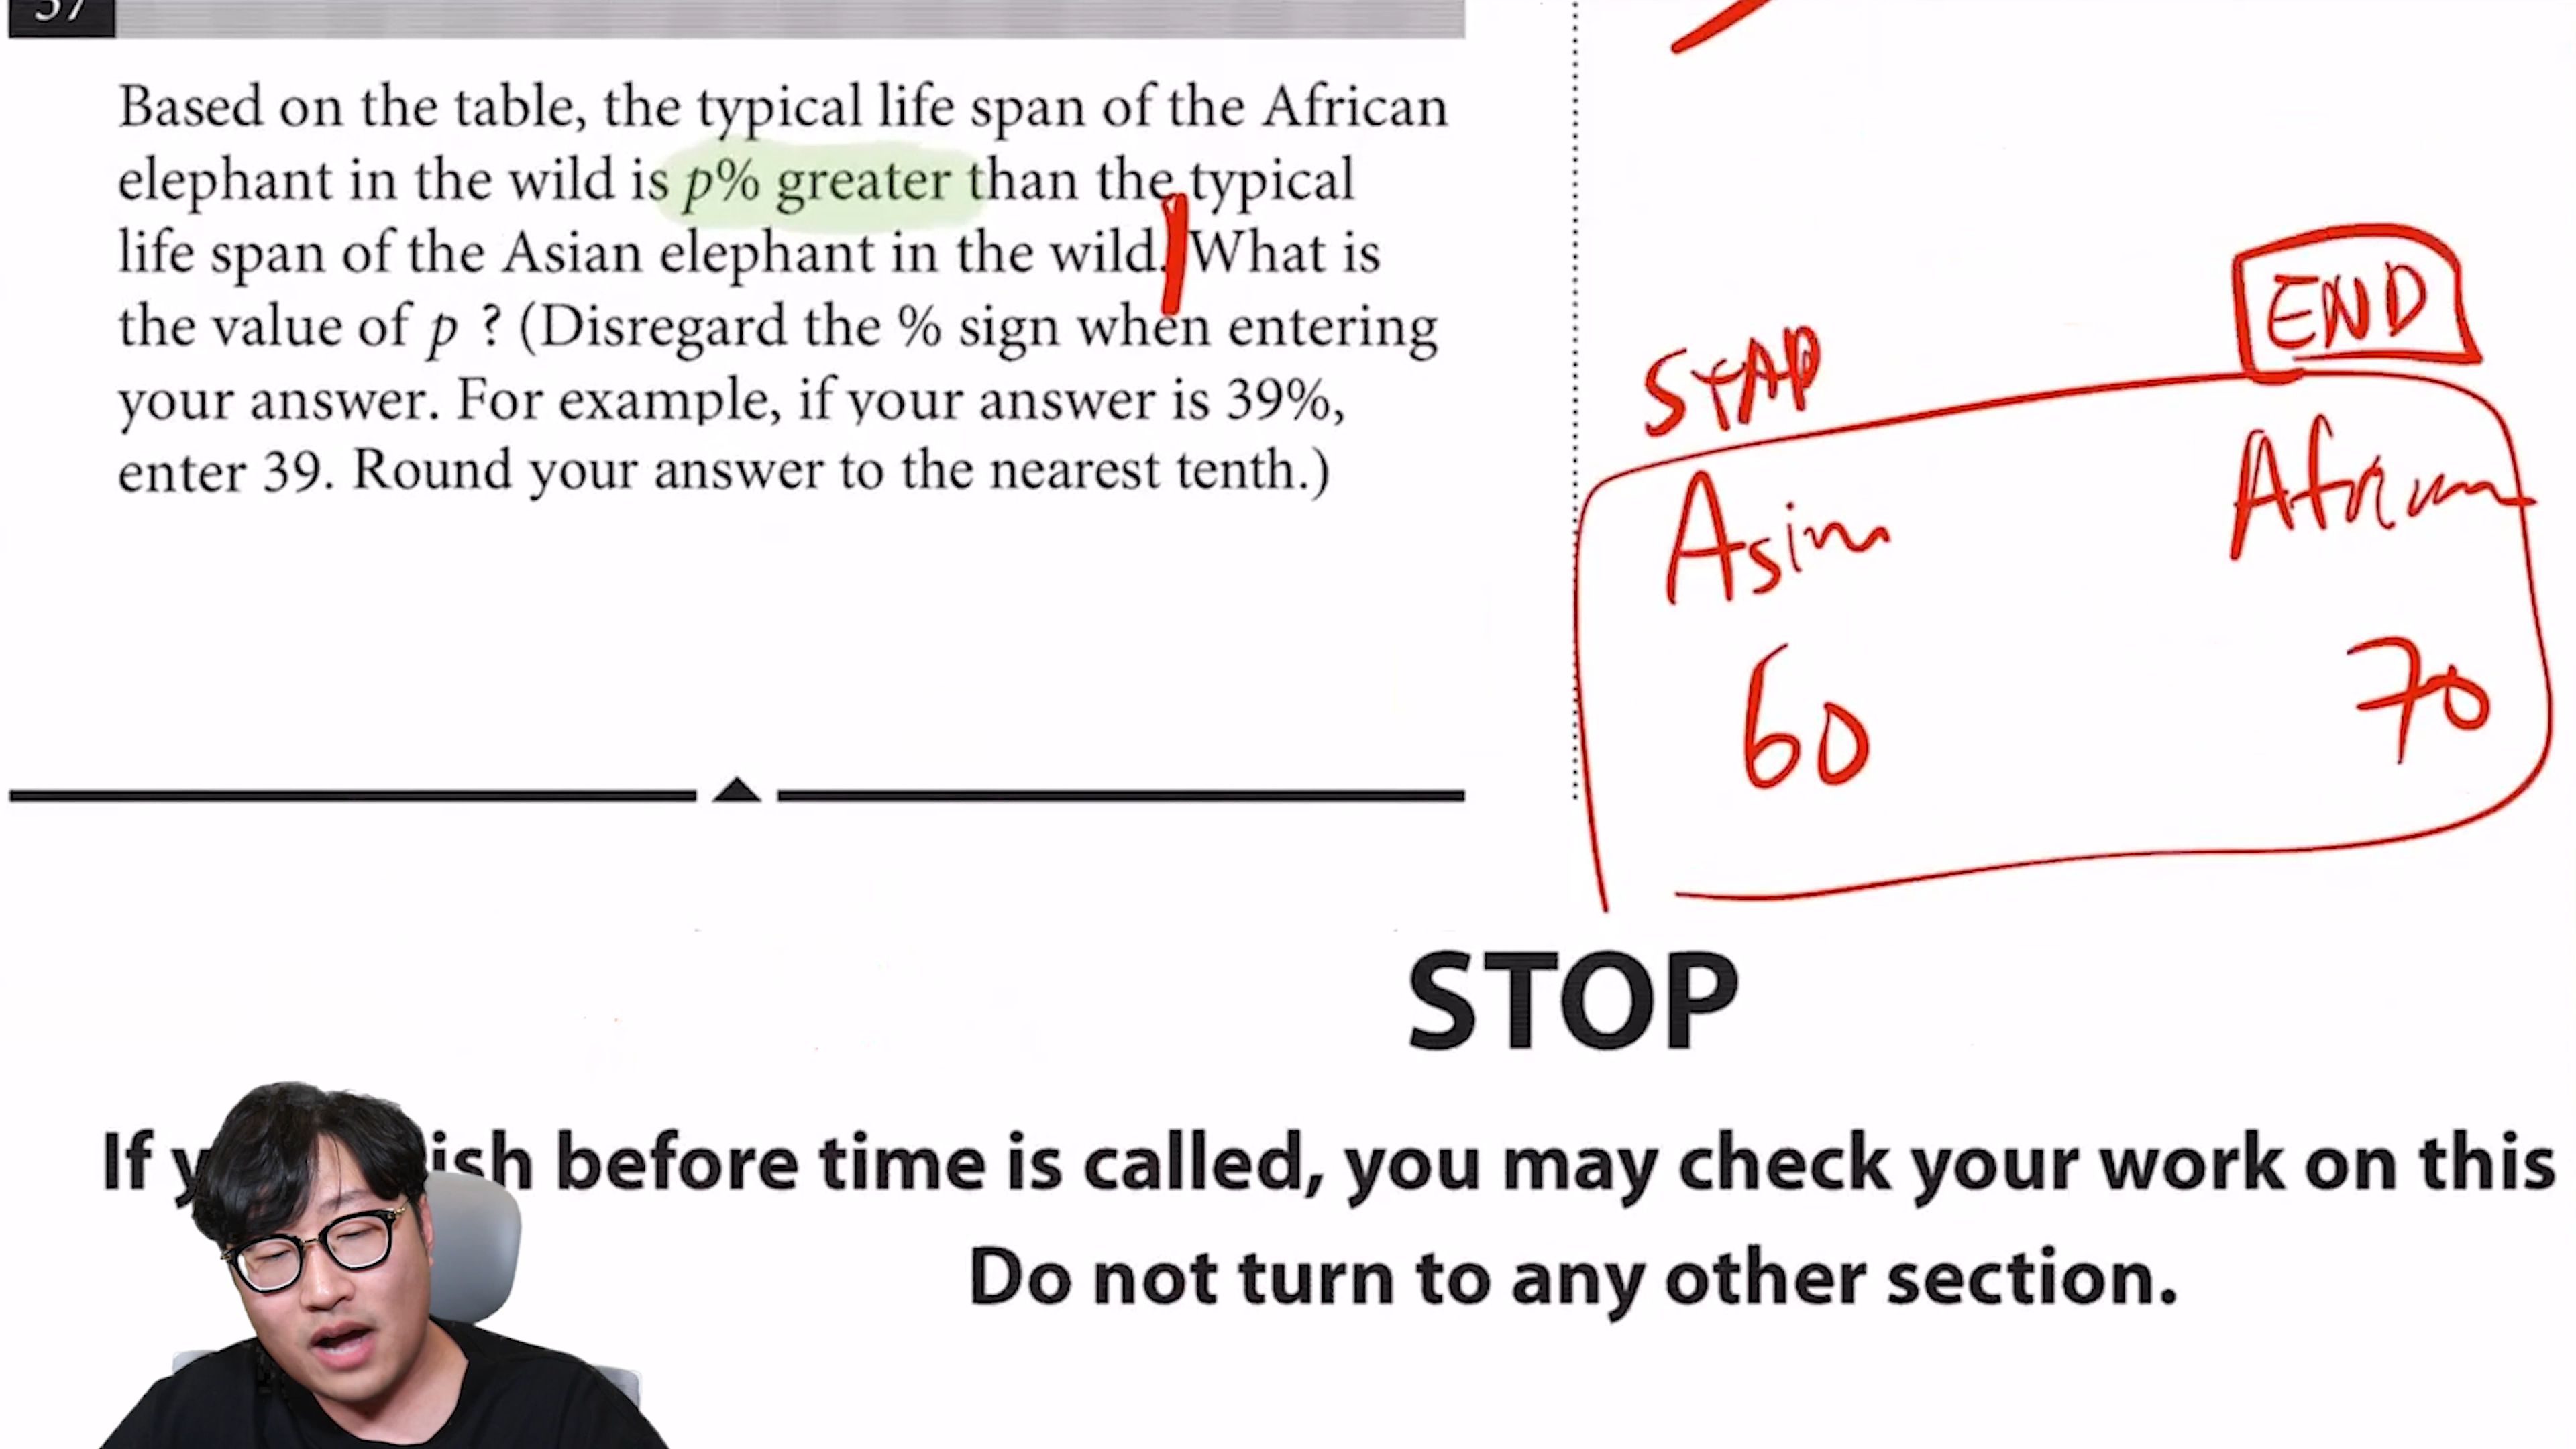 37
Based on the table, the typical life span of the African
elephant in the wild is p% greater than the typical
life span of the Asian elephant in the wild. What is
the value of p ? (Disregard the % sign when entering
your answer. For example, if your answer is 39%,
enter 39. Round your answer to the nearest tenth.)
END
Asian
African
60
70
STOP
If ish before time is called, you may check your work on this
Do not turn to any other section.